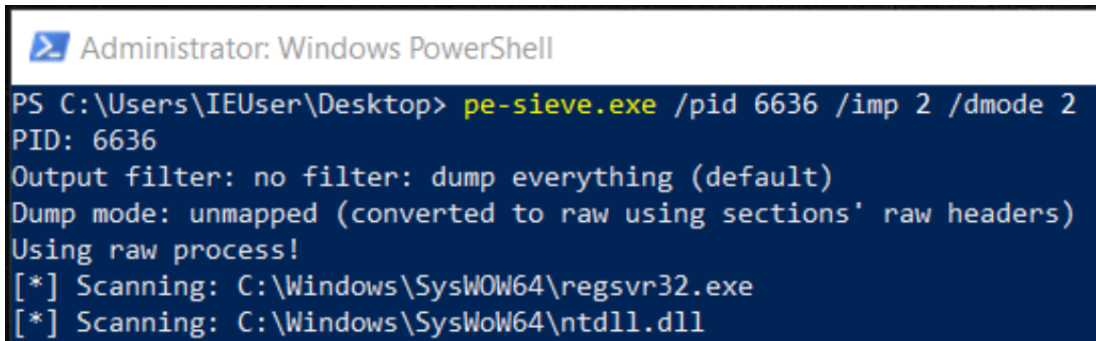 Administrator: Windows PowerShell
PS C:\Users\IEUser\Desktop> pe-sieve.exe /pid 6636 /imp 2 /dmode 2
PID: 6636
Output filter: no filter: dump everything (default)
Dump mode: unmapped (converted to raw using sections' raw headers)
Using raw process!
[*] Scanning: C:\Windows\SysWOW64\regsvr32.exe
[*] Scanning: C:\Windows\SysWoW64\ntdll.dll